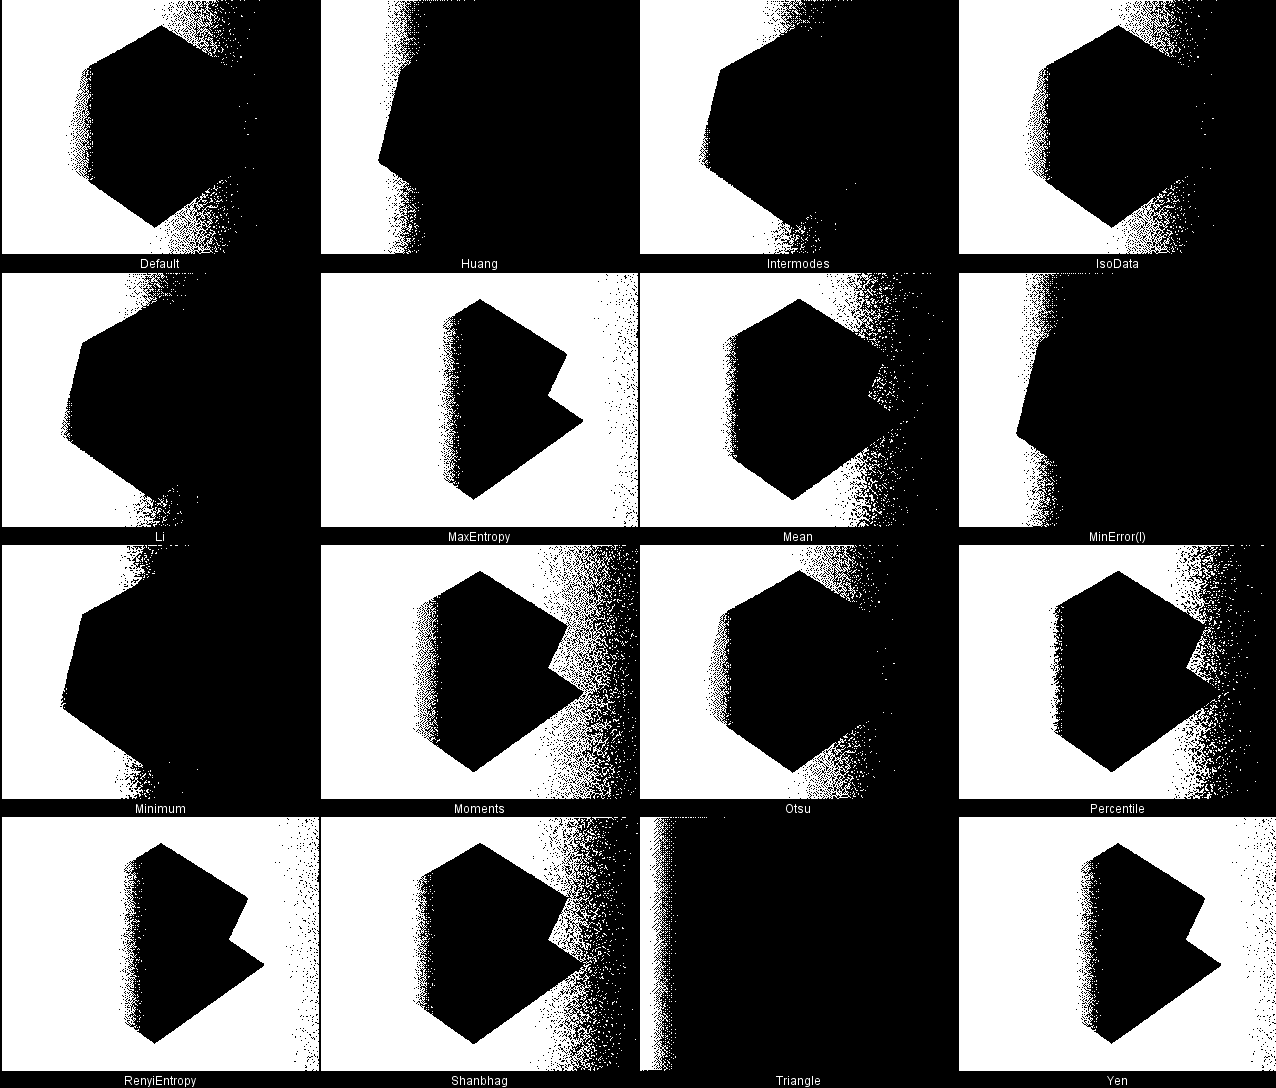 Default
Huang
Intermodes
IsoData
Li
MaxEntropy
Mean
MinError(I)
Minimum
Moments
Otsu
Percentile
RenyiEntropy
Shanbhag
Triangle
Yen